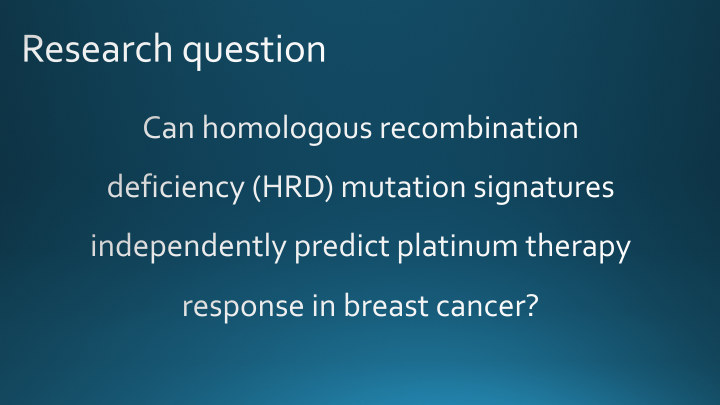 Research question
Can homologous recombination
deficiency (HRD) mutation signatures
independently predict platinum therapy
response in breast cancer?